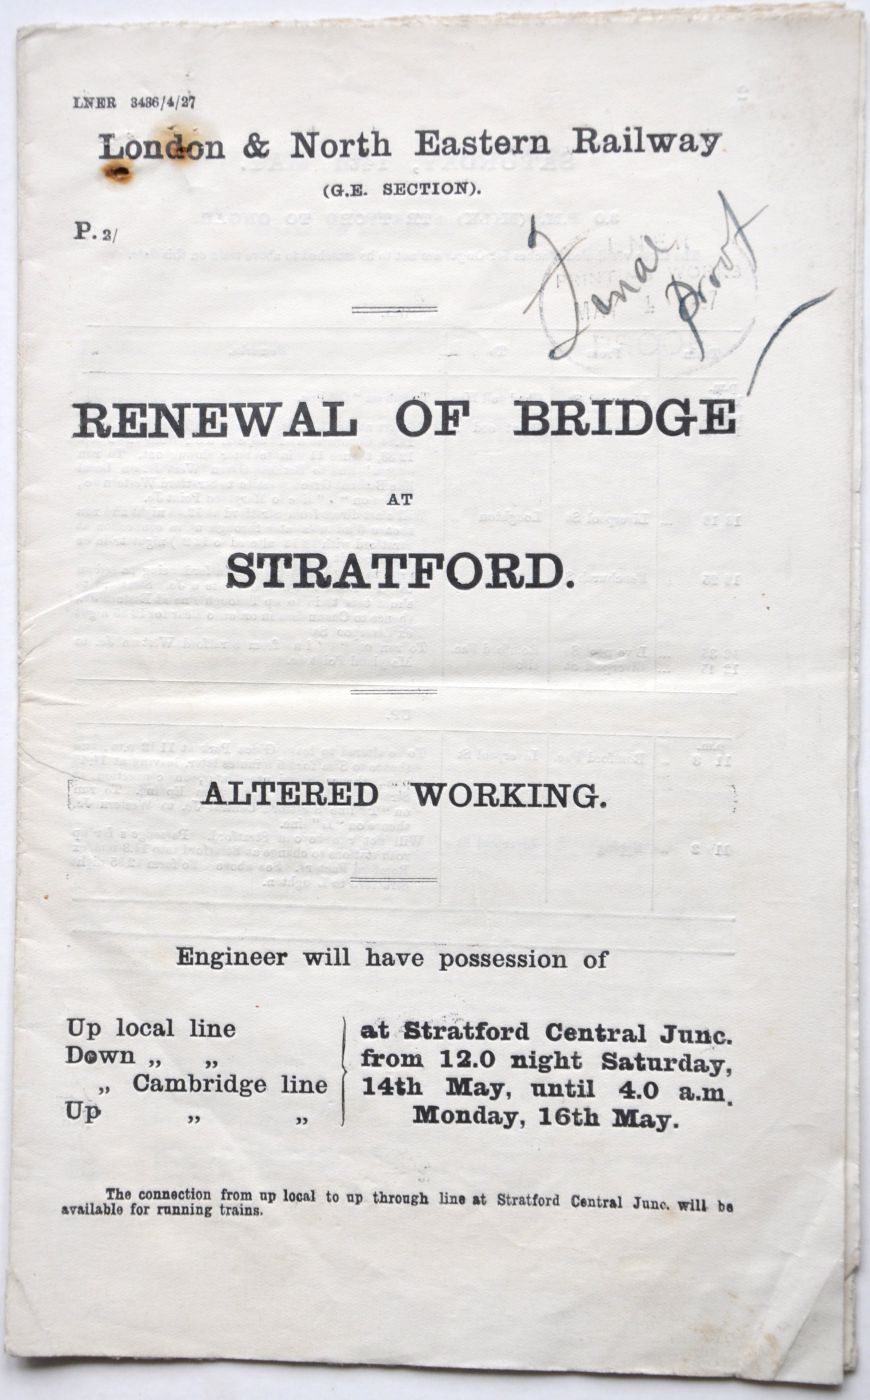 LNER 3436/4/27
London & North Eastern Railway
(G.E. SECTION).
P. 2/
Final proof
RENEWAL OF BRIDGE
AT
STRATFORD.
ALTERED WORKING.
Engineer will have possession of
Up local line
Down „ „
„ Cambridge line
Up „ „
at Stratford Central Junc.
from 12.0 night Saturday,
14th May, until 4.0 a.m.
Monday, 16th May.
The connection from up local to up through line at Stratford Central Junc. will be
available for running trains.